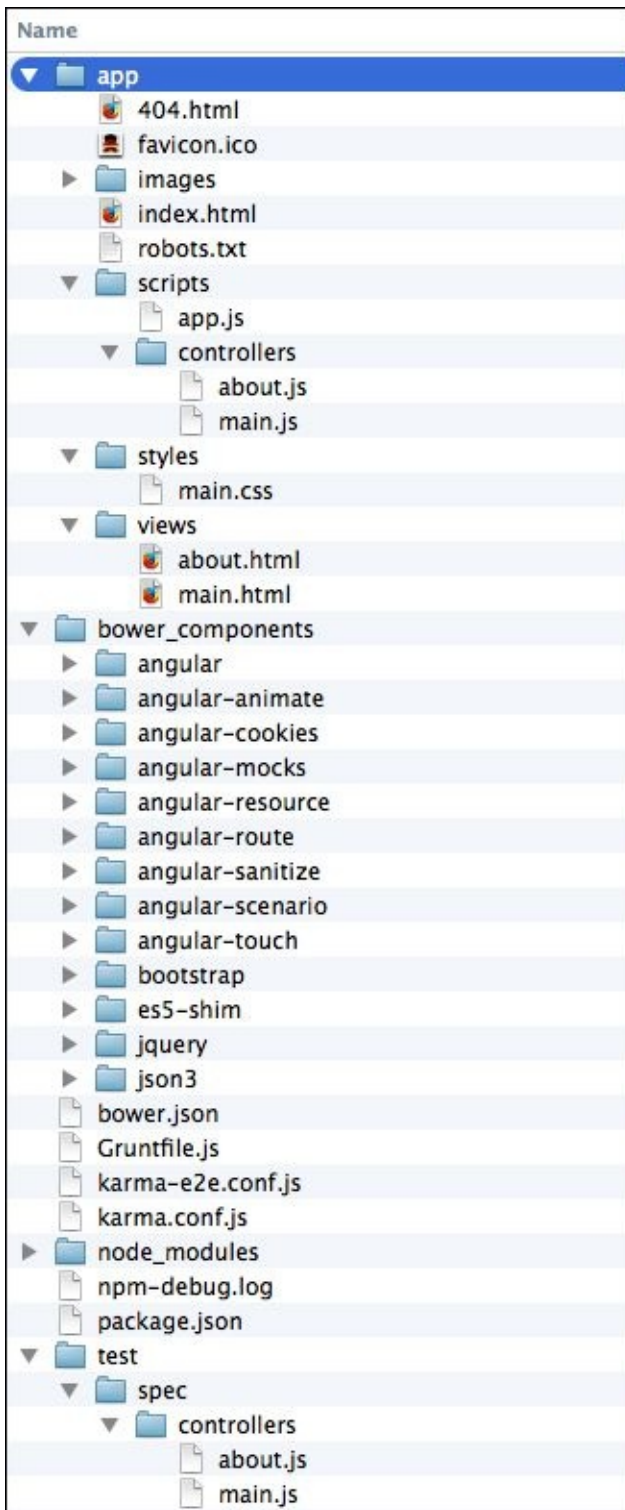 Name
app
404.html
favicon.ico
images
index.html
robots.txt
scripts
app.js
controllers
about.js
main.js
styles
main.css
views
about.html
main.html
bower_components
angular
angular-animate
angular-cookies
angular-mocks
angular-resource
angular-route
angular-sanitize
angular-scenario
angular-touch
bootstrap
es5-shim
jquery
json3
bower.json
Gruntfile.js
karma-e2e.conf.js
karma.conf.js
node_modules
npm-debug.log
package.json
test
spec
controllers
about.js
main.js